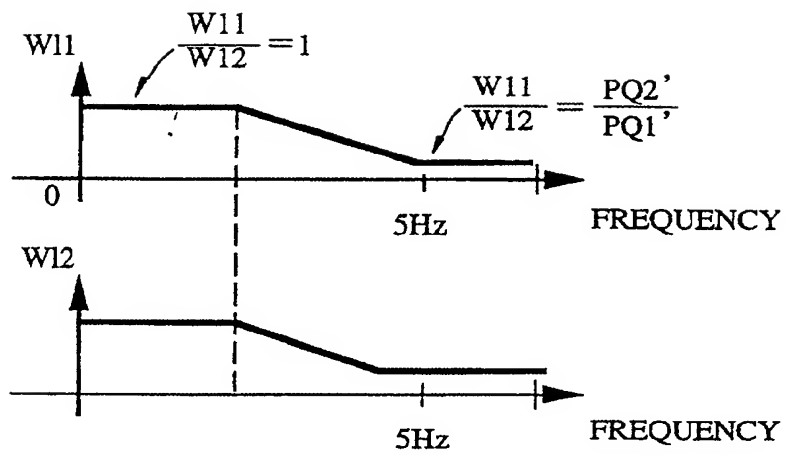 W11
W11/W12 = 1
W11/W12 = PQ2'/PQ1'
0
5Hz
FREQUENCY
W12
5Hz
FREQUENCY